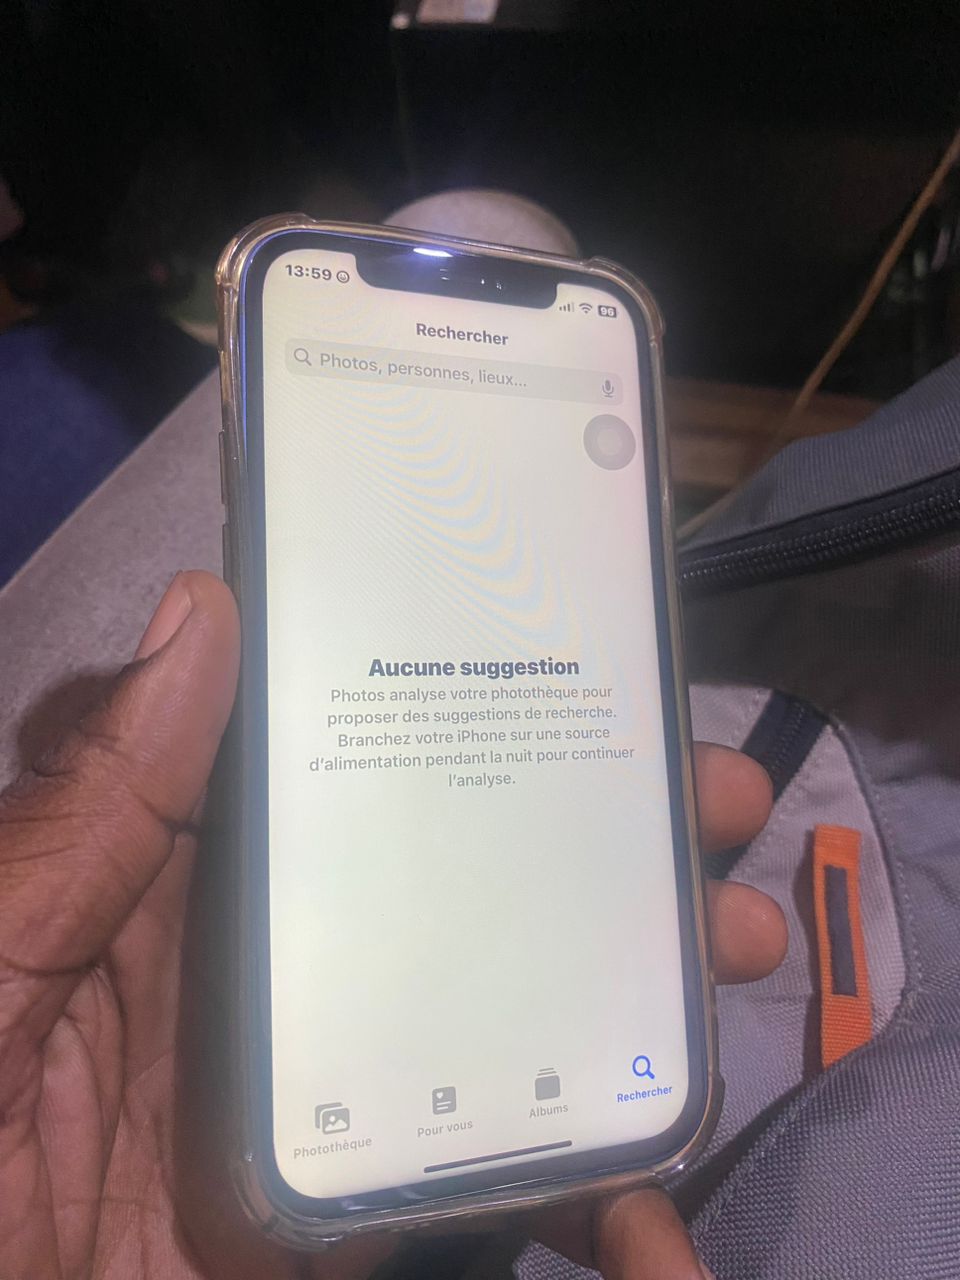 13:59
96
Rechercher
Photos, personnes, lieux...
Aucune suggestion
Photos analyse votre photothèque pour
proposer des suggestions de recherche.
Branchez votre iPhone sur une source
d'alimentation pendant la nuit pour continuer
l'analyse.
Photothèque
Pour vous
Albums
Rechercher